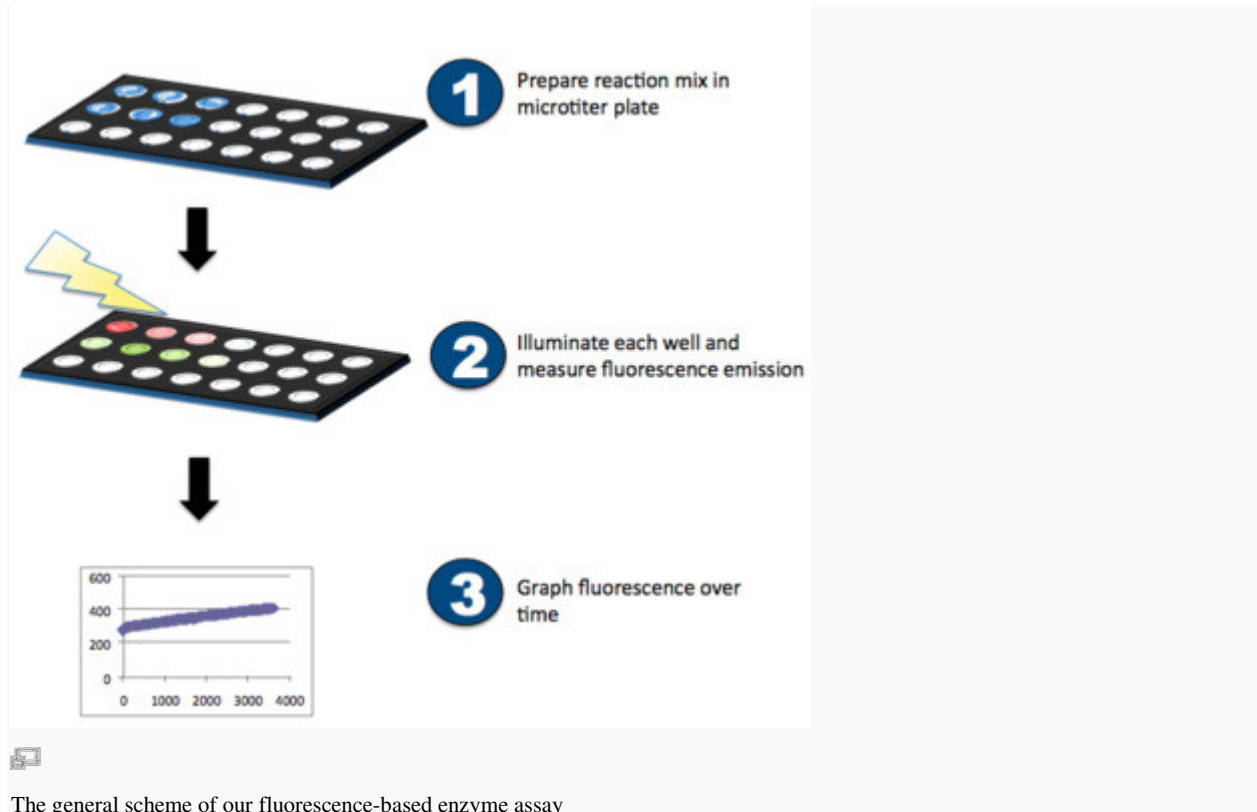 1
Prepare reaction mix in
microtiter plate
2
Illuminate each well and
measure fluorescence emission
600
400
200
0
0 1000 2000 3000 4000
3
Graph fluorescence over
time
The general scheme of our fluorescence-based enzyme assay